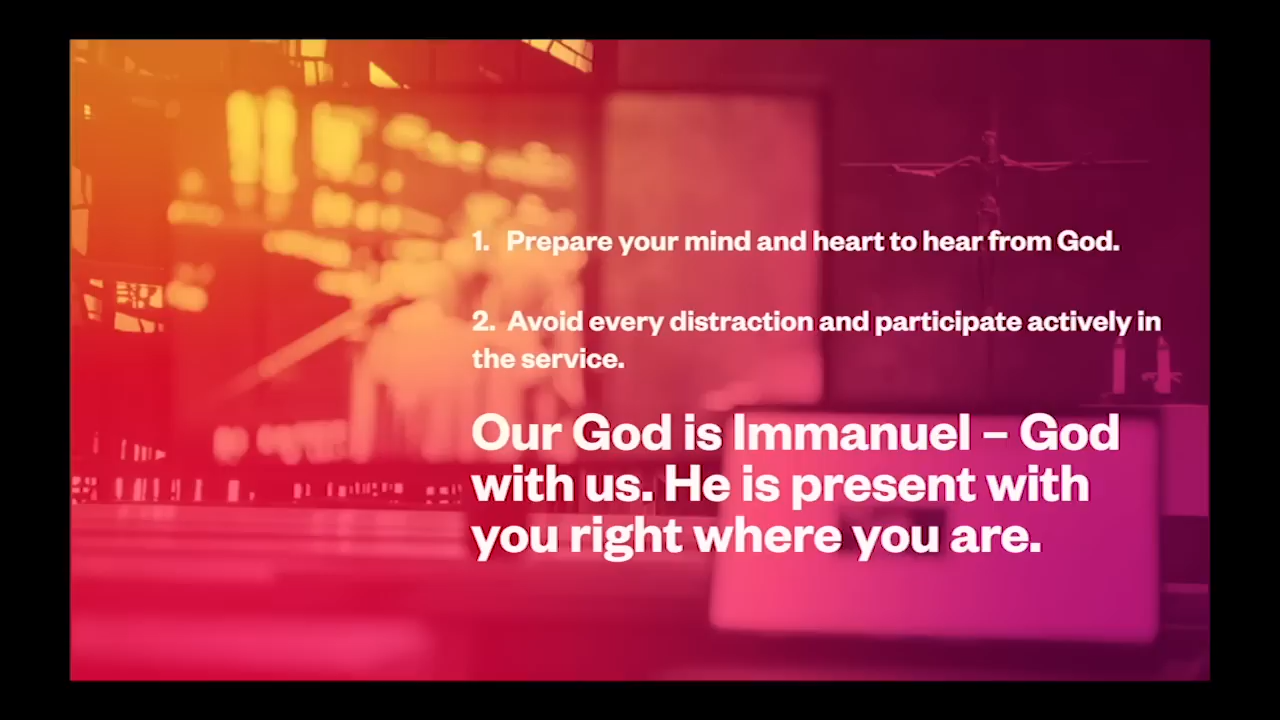 1. Prepare your mind and heart to hear from God.
2. Avoid every distraction and participate actively in
the service.
Our God is Immanuel – God
with us. He is present with
you right where you are.